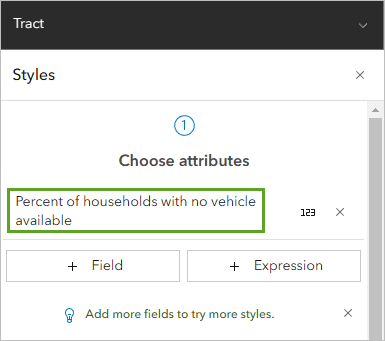 Tract
Styles
1
Choose attributes
Percent of households with no vehicle
available
123
+ Field
+ Expression
Add more fields to try more styles.